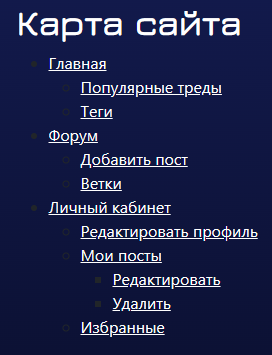 Карта сайта
Главная
Популярные треды
Теги
Форум
Добавить пост
Ветки
Личный кабинет
Редактировать профиль
Мои посты
Редактировать
Удалить
Избранные